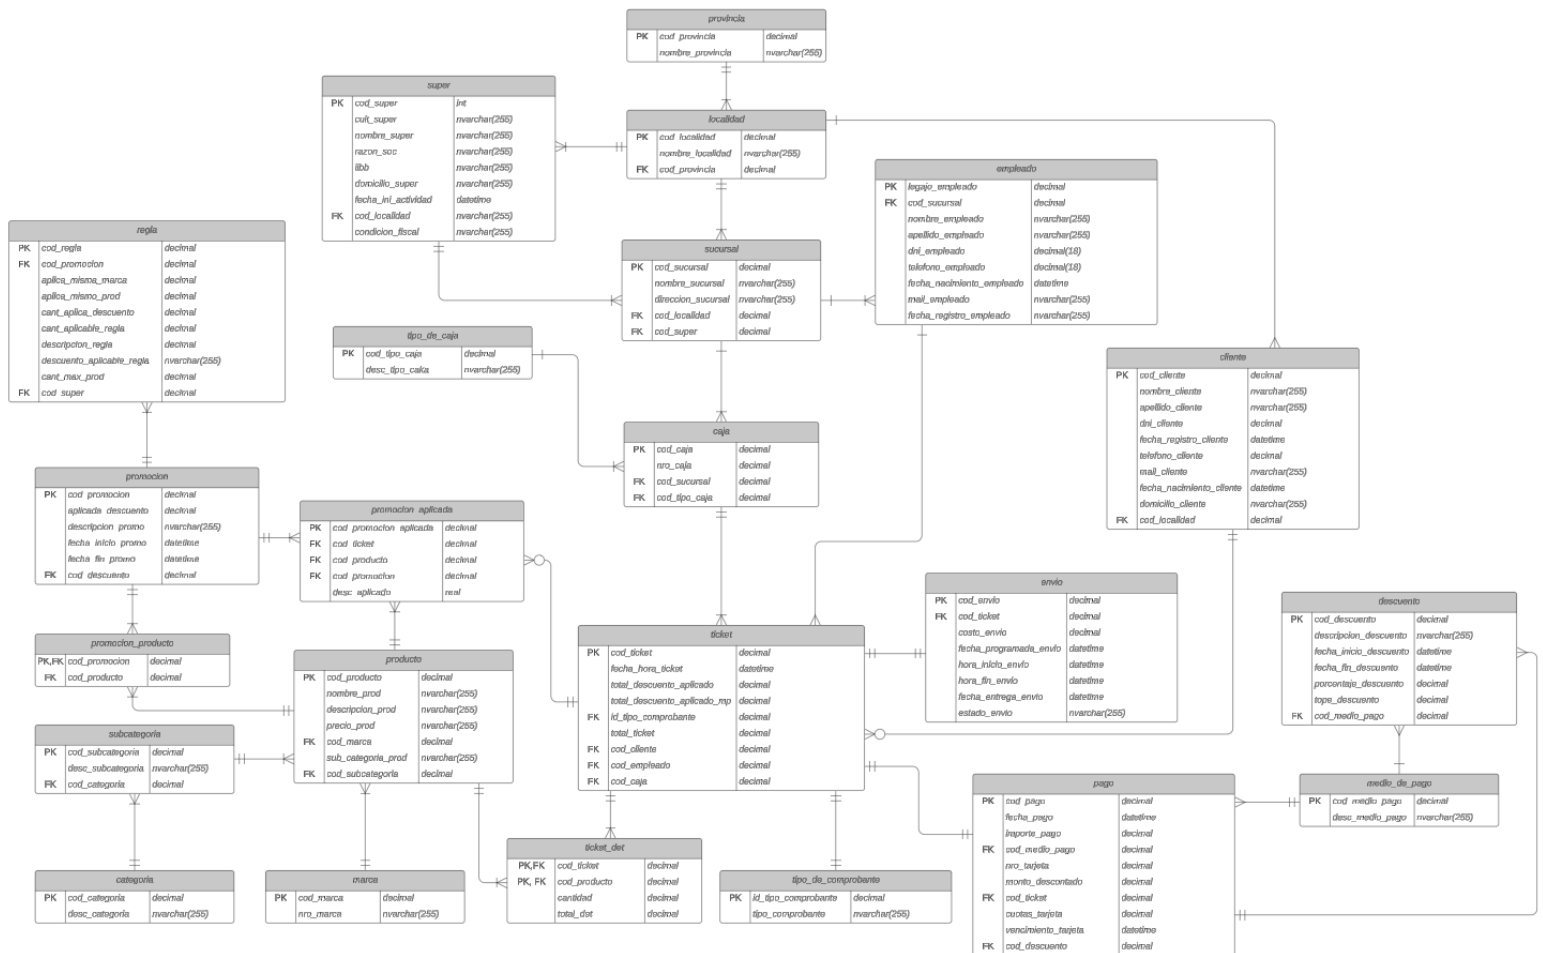 provincia
PK cod_provincia decimal
nombre_provincia nvarchar(255)
super
PK cod_super int
cuit_super nvarchar(255)
nombre_super nvarchar(255)
razon_soc nvarchar(255)
iibb nvarchar(255)
domicilio_super nvarchar(255)
fecha_ini_actividad datetime
FK cod_localidad nvarchar(255)
condicion_fiscal nvarchar(255)
localidad
PK cod_localidad decimal
nombre_localidad nvarchar(255)
FK cod_provincia decimal
empleado
PK legajo_empleado decimal
FK cod_sucursal decimal
nombre_empleado nvarchar(255)
apellido_empleado nvarchar(255)
dni_empleado decimal(18)
telefono_empleado decimal(18)
fecha_nacimiento_empleado datetime
mail_empleado nvarchar(255)
fecha_registro_empleado nvarchar(255)
regla
PK cod_regla decimal
FK cod_promocion decimal
aplica_misma_marca decimal
aplica_mismo_prod decimal
cant_aplica_descuento decimal
cant_aplicable_regla decimal
descripcion_regla decimal
descuento_aplicable_regla nvarchar(255)
cant_max_prod decimal
FK cod_super decimal
sucursal
PK cod_sucursal decimal
nombre_sucursal nvarchar(255)
direccion_sucursal nvarchar(255)
FK cod_localidad decimal
FK cod_super decimal
tipo_de_caja
PK cod_tipo_caja decimal
desc_tipo_caka nvarchar(255)
cliente
PK cod_cliente decimal
nombre_cliente nvarchar(255)
apellido_cliente nvarchar(255)
dni_cliente decimal
fecha_registro_cliente datetime
telefono_cliente decimal
mail_cliente nvarchar(255)
fecha_nacimiento_cliente datetime
domicilio_cliente nvarchar(255)
FK cod_localidad decimal
caja
PK cod_caja decimal
nro_caja decimal
FK cod_sucursal decimal
FK cod_tipo_caja decimal
promocion
PK cod_promocion decimal
aplicada_descuento decimal
descripcion_promo nvarchar(255)
fecha_inicio_promo datetime
fecha_fin_promo datetime
FK cod_descuento decimal
promocion_aplicada
PK cod_promocion_aplicada decimal
FK cod_ticket decimal
FK cod_producto decimal
FK cod_promocion decimal
desc_aplicado real
envio
PK cod_envio decimal
FK cod_ticket decimal
costo_envio decimal
fecha_programada_envio datetime
hora_inicio_envio datetime
hora_fin_envio datetime
fecha_entrega_envio datetime
estado_envio nvarchar(255)
descuento
PK cod_descuento decimal
descripcion_descuento nvarchar(255)
fecha_inicio_descuento datetime
fecha_fin_descuento datetime
porcentaje_descuento decimal
tope_descuento decimal
FK cod_medio_pago decimal
promocion_producto
PK,FK cod_promocion decimal
FK cod_producto decimal
producto
PK cod_producto decimal
nombre_prod nvarchar(255)
descripcion_prod nvarchar(255)
precio_prod nvarchar(255)
FK cod_marca decimal
sub_categoria_prod nvarchar(255)
FK cod_subcategoria decimal
ticket
PK cod_ticket decimal
fecha_hora_ticket datetime
total_descuento_aplicado decimal
total_descuento_aplicado_mp decimal
FK id_tipo_comprobante decimal
total_ticket decimal
FK cod_cliente decimal
FK cod_empleado decimal
FK cod_caja decimal
subcategoria
PK cod_subcategoria decimal
desc_subcategoria nvarchar(255)
FK cod_categoria decimal
pago
PK cod_pago decimal
fecha_pago datetime
importe_pago decimal
FK cod_medio_pago decimal
nro_tarjeta decimal
monto_descontado decimal
FK cod_ticket decimal
cuotas_tarjeta decimal
vencimiento_tarjeta datetime
FK cod_descuento decimal
medio_de_pago
PK cod_medio_pago decimal
desc_medio_pago nvarchar(255)
categoria
PK cod_categoria decimal
desc_categoria nvarchar(255)
marca
PK cod_marca decimal
nro_marca nvarchar(255)
ticket_det
PK,FK cod_ticket decimal
PK, FK cod_producto decimal
cantidad decimal
total_det decimal
tipo_de_comprobante
PK id_tipo_comprobante decimal
tipo_comprobante nvarchar(255)